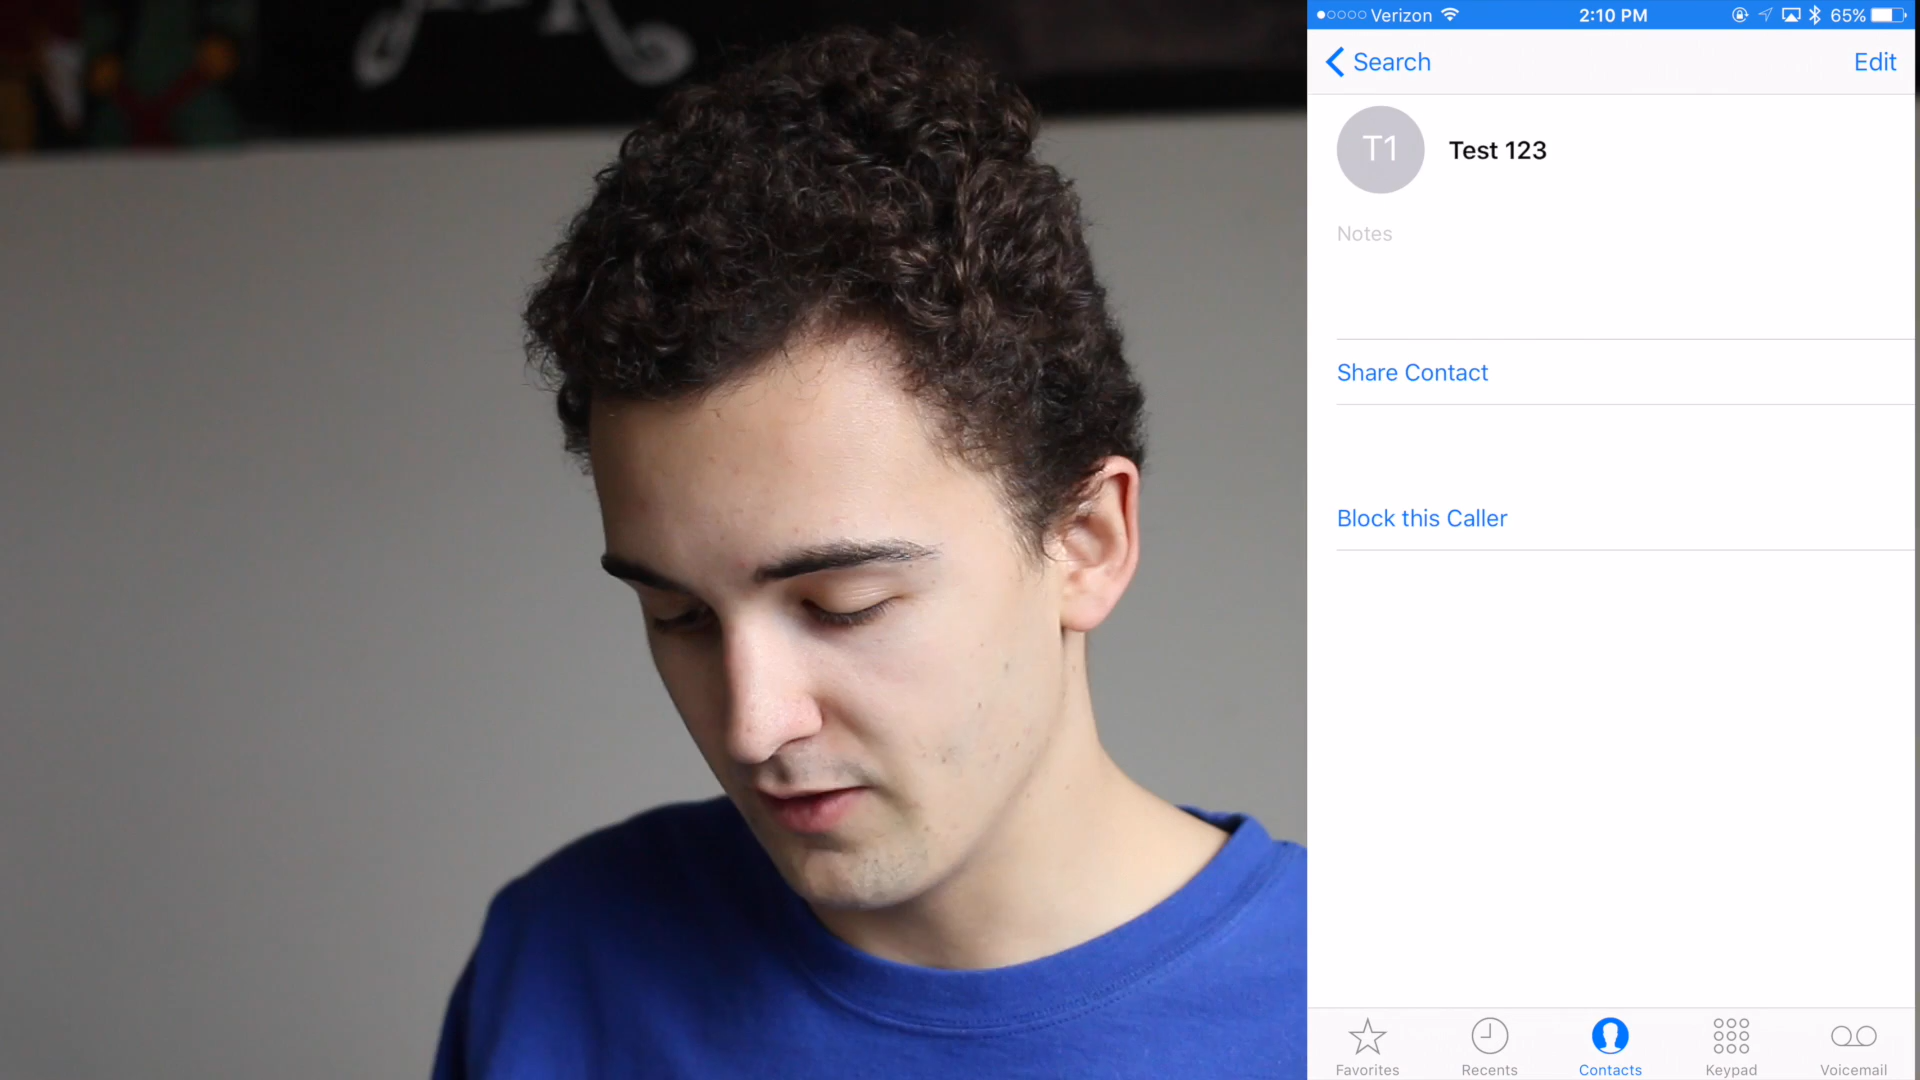 Verizon 2:10 PM 65%
Search Edit
T1 Test 123
Notes
Share Contact
Block this Caller
Favorites Recents Contacts Keypad Voicemail